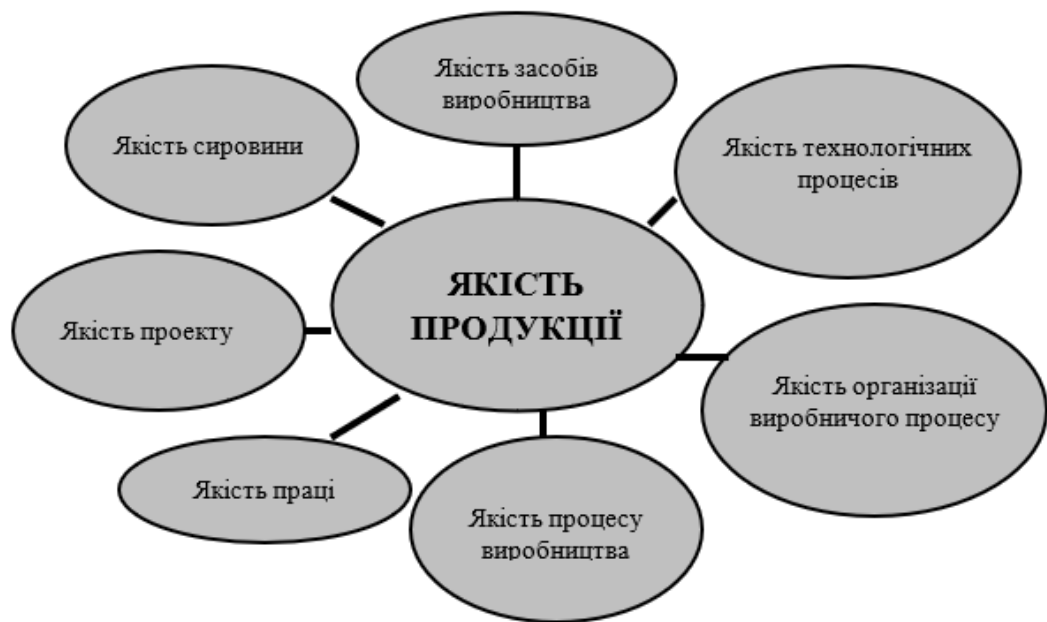 Якість засобів
виробництва
Якість сировини
Якість технологічних
процесів
ЯКІСТЬ
ПРОДУКЦІЇ
Якість проекту
Якість організації
виробничого процесу
Якість праці
Якість процесу
виробництва